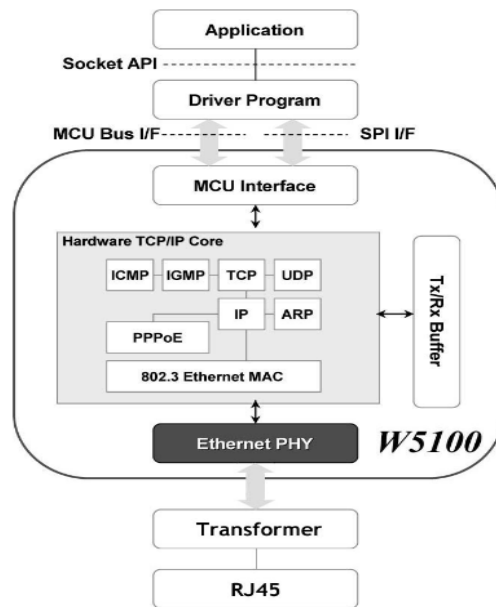 Application
Socket API
Driver Program
MCU Bus I/F
SPI I/F
MCU Interface
Hardware TCP/IP Core
ICMP
IGMP
TCP
UDP
IP
ARP
PPPoE
802.3 Ethernet MAC
Tx/Rx Buffer
Ethernet PHY
W5100
Transformer
RJ45